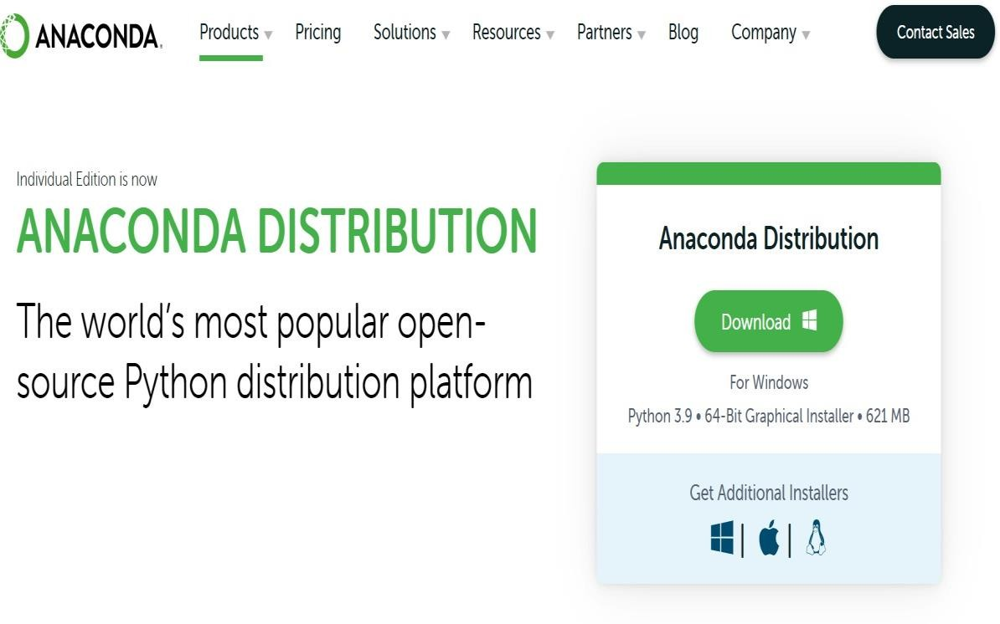 ANACONDA.
Products Pricing Solutions Resources Partners Blog Company Contact Sales
Individual Edition is now
ANACONDA DISTRIBUTION
The world’s most popular open-
source Python distribution platform
Anaconda Distribution
Download
For Windows
Python 3.9 • 64-Bit Graphical Installer • 621 MB
Get Additional Installers
| |